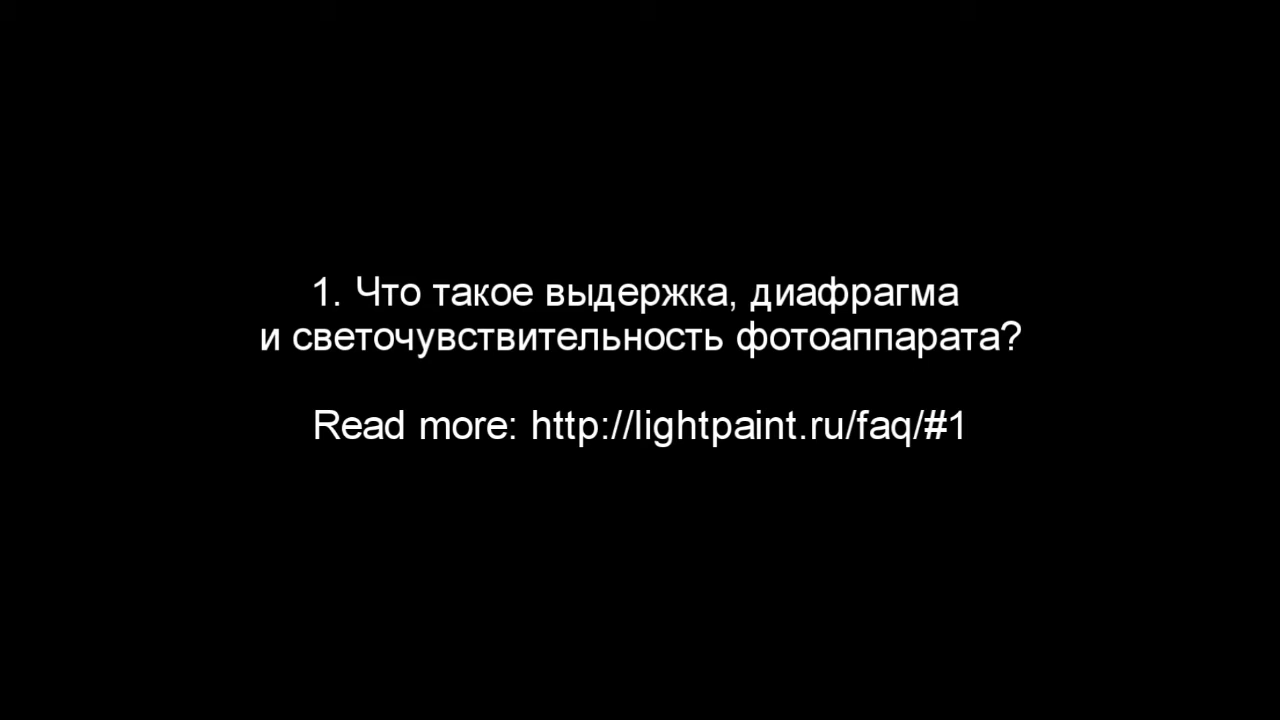 1. Что такое выдержка, диафрагма
и светочувствительность фотоаппарата?
Read more: http://lightpaint.ru/faq/#1